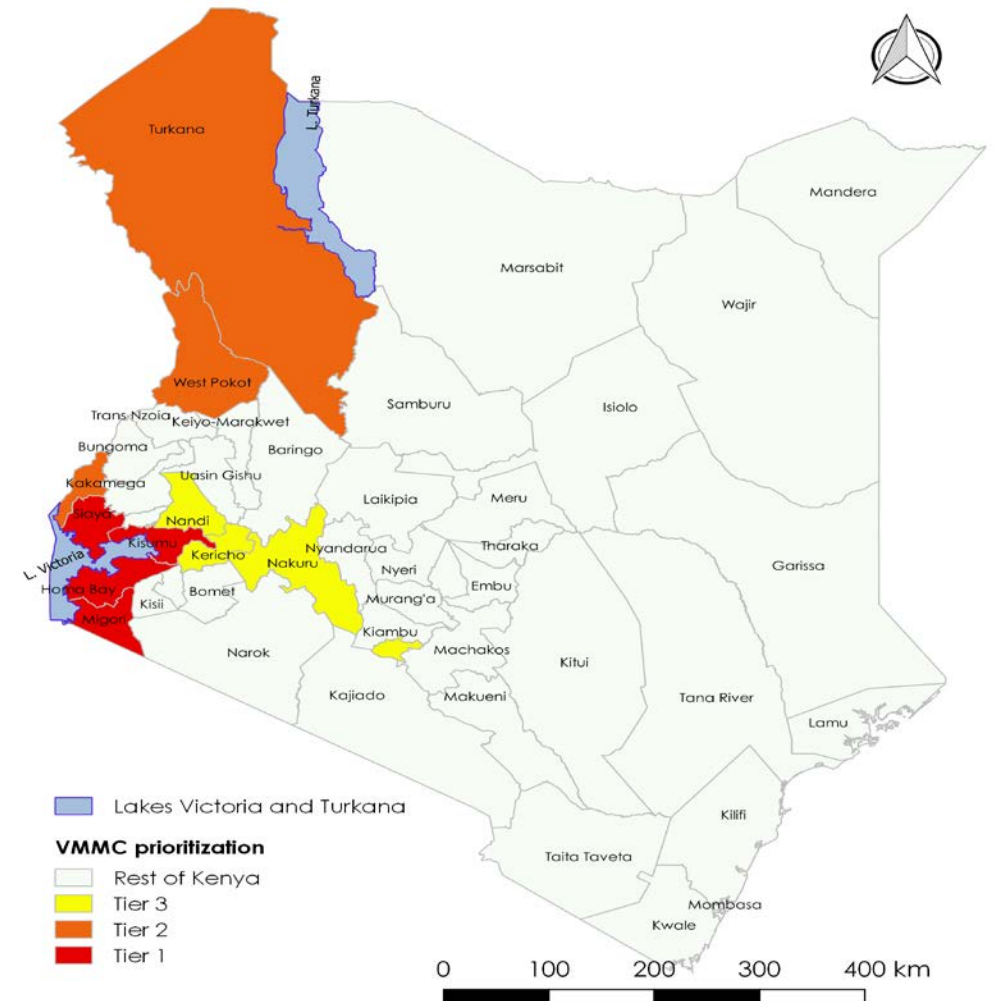 L. Turkana
Turkana
Mandera
Marsabit
Wajir
West Pokot
Samburu
Isiolo
Trans Nzoia
Keiyo-Marakwet
Bungoma
Baringo
Kakamega
Uasin Gishu
Laikipia
Meru
Siaya
Nandi
Kisumu
Kericho
Nyandarua
Tharaka
L. Victoria
Nakuru
Nyeri
Garissa
Homa Bay
Bomet
Embu
Kisii
Murang'a
Migori
Kiambu
Narok
Machakos
Kitui
Kajiado
Makueni
Tana River
Lamu
Lakes Victoria and Turkana
Kilifi
VMMC prioritization
Taita Taveta
Rest of Kenya
Tier 3
Mombasa
Kwale
Tier 2
Tier 1
0 100 200 300 400 km